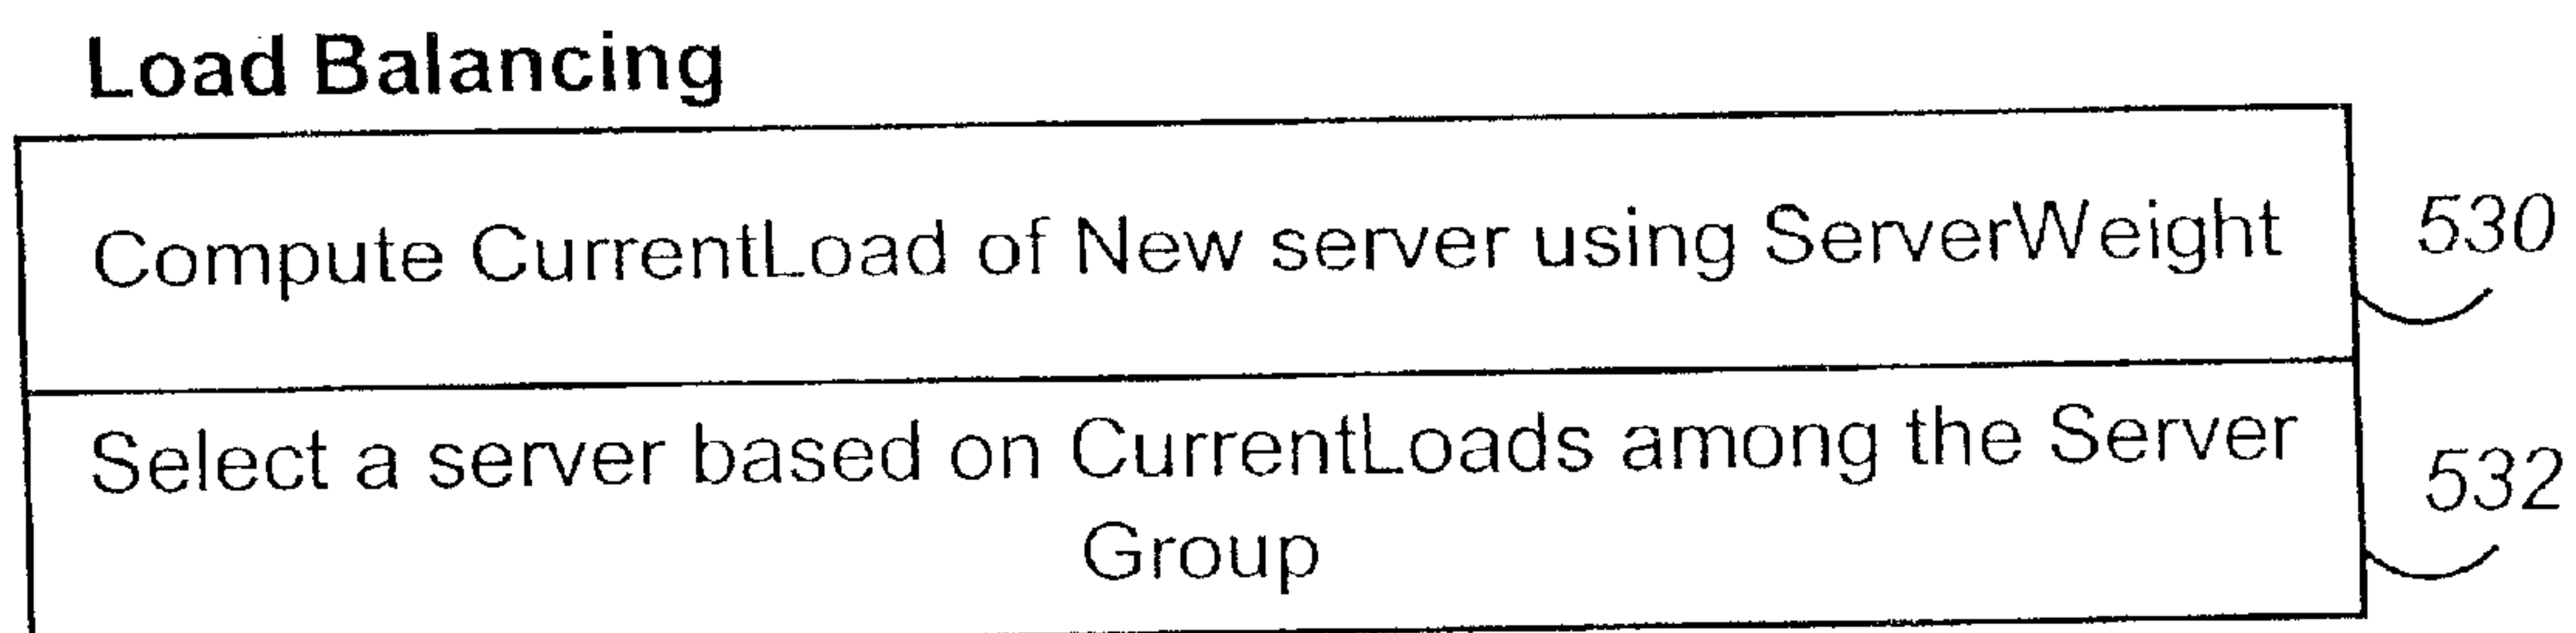 Load Balancing
Compute CurrentLoad of New server using ServerWeight
530
Select a server based on CurrentLoads among the Server
Group
532